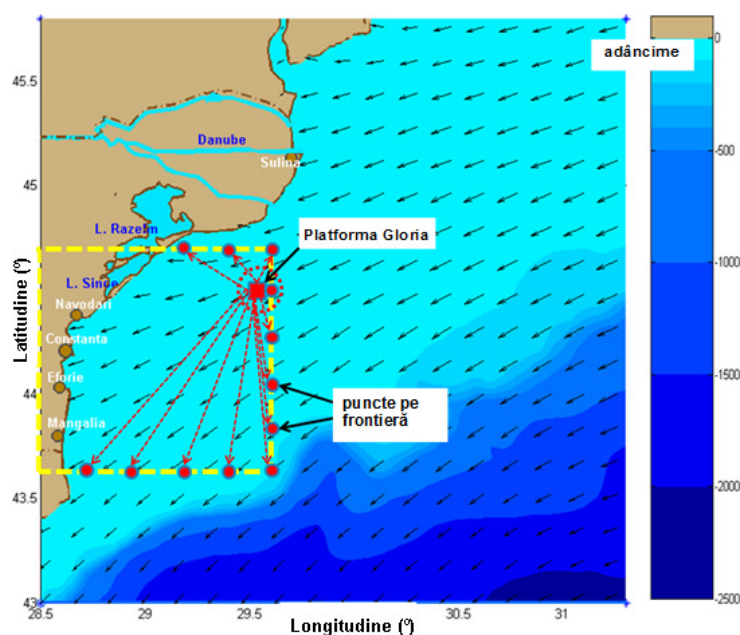 adâncime
0
-500
-1000
-1500
-2000
-2500
45.5
45
44
43.5
43
Latitudine (º)
Danube
Sulina
L. Razelm
Platforma Gloria
L. Sinoe
Navodari
Constanta
Eforie
Mangalia
puncte pe
frontieră
28.5
29
29.5
30.5
31
Longitudine (º)